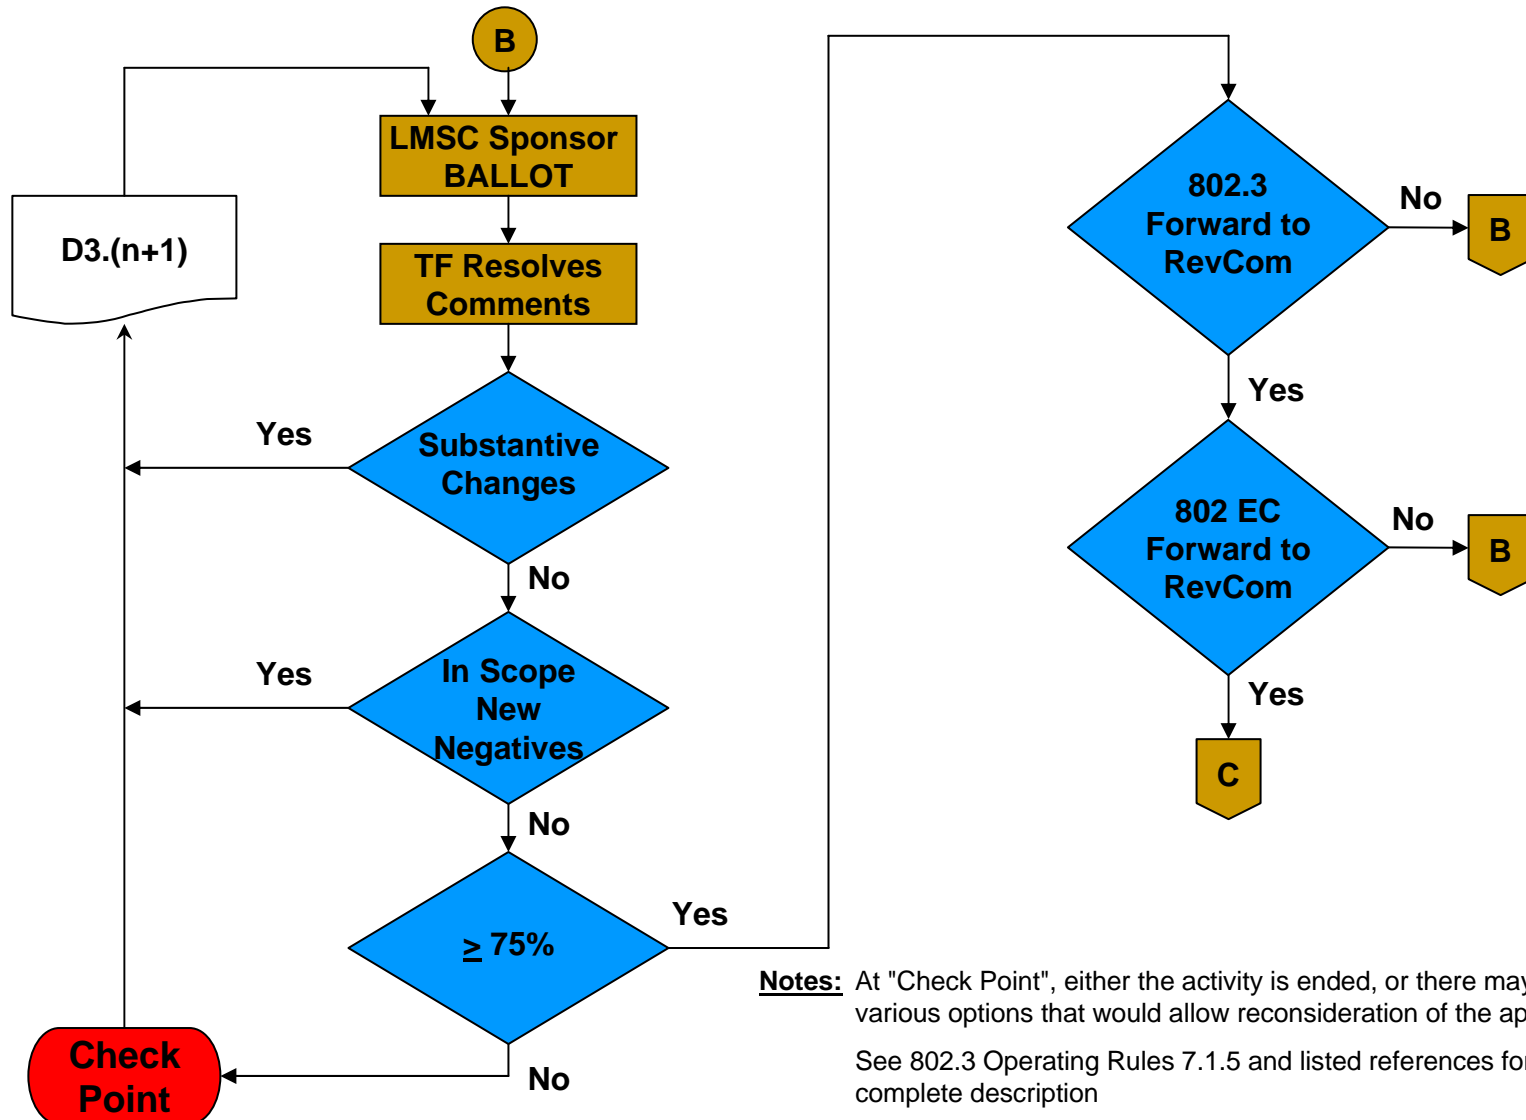 B
LMSC Sponsor
BALLOT
D3.(n+1)
TF Resolves
Comments
Substantive
Changes
Yes
No
In Scope
New
Negatives
Yes
No
≥ 75%
Yes
No
Check
Point
802.3
Forward to
RevCom
No
B
Yes
802 EC
Forward to
RevCom
No
B
Yes
C
Notes: At "Check Point", either the activity is ended, or there may
various options that would allow reconsideration of the ap
See 802.3 Operating Rules 7.1.5 and listed references for
complete description